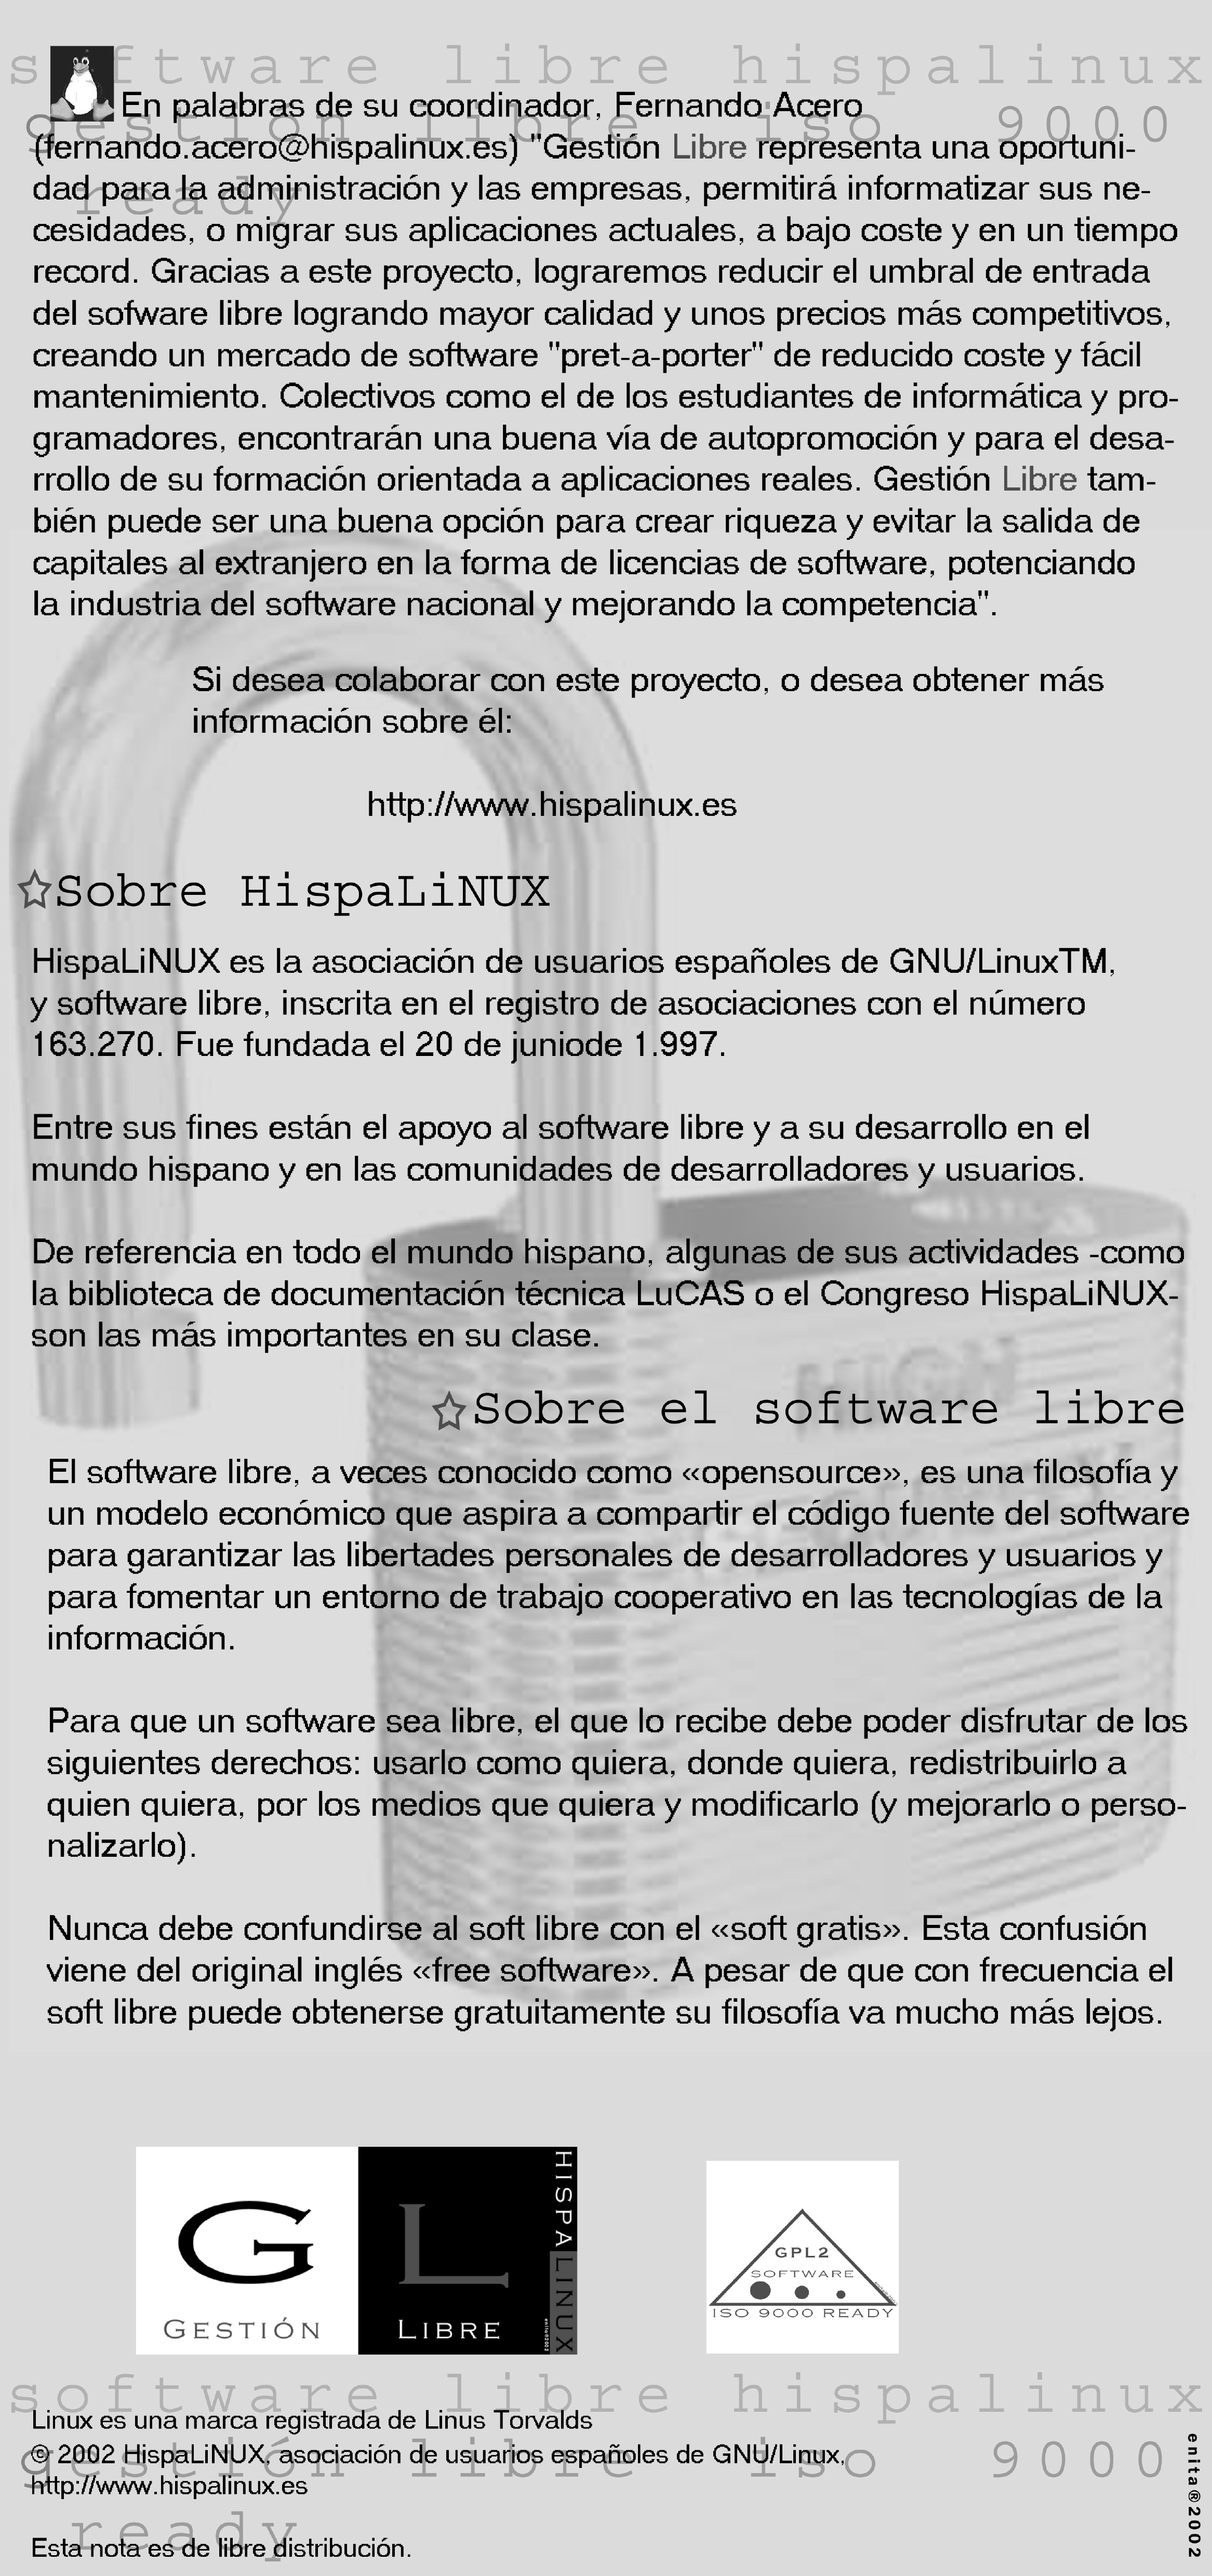 software libre hispalinux
gestión libre iso 9000
ready
En palabras de su coordinador, Fernando Acero
(fernando.acero@hispalinux.es) "Gestión Libre representa una oportuni-
dad para la administración y las empresas, permitirá informatizar sus ne-
cesidades, o migrar sus aplicaciones actuales, a bajo coste y en un tiempo
record. Gracias a este proyecto, lograremos reducir el umbral de entrada
del sofware libre logrando mayor calidad y unos precios más competitivos,
creando un mercado de software "pret-a-porter" de reducido coste y fácil
mantenimiento. Colectivos como el de los estudiantes de informática y pro-
gramadores, encontrarán una buena vía de autopromoción y para el desa-
rrollo de su formación orientada a aplicaciones reales. Gestión Libre tam-
bién puede ser una buena opción para crear riqueza y evitar la salida de
capitales al extranjero en la forma de licencias de software, potenciando
la industria del software nacional y mejorando la competencia".
Si desea colaborar con este proyecto, o desea obtener más
información sobre él:
http://www.hispalinux.es
Sobre HispaLiNUX
HispaLiNUX es la asociación de usuarios españoles de GNU/LinuxTM,
y software libre, inscrita en el registro de asociaciones con el número
163.270. Fue fundada el 20 de juniode 1.997.
Entre sus fines están el apoyo al software libre y a su desarrollo en el
mundo hispano y en las comunidades de desarrolladores y usuarios.
De referencia en todo el mundo hispano, algunas de sus actividades -como
la biblioteca de documentación técnica LuCAS o el Congreso HispaLiNUX-
son las más importantes en su clase.
Sobre el software libre
El software libre, a veces conocido como «opensource», es una filosofía y
un modelo económico que aspira a compartir el código fuente del software
para garantizar las libertades personales de desarrolladores y usuarios y
para fomentar un entorno de trabajo cooperativo en las tecnologías de la
información.
Para que un software sea libre, el que lo recibe debe poder disfrutar de los
siguientes derechos: usarlo como quiera, donde quiera, redistribuirlo a
quien quiera, por los medios que quiera y modificarlo (y mejorarlo o perso-
nalizarlo).
Nunca debe confundirse al soft libre con el «soft gratis». Esta confusión
viene del original inglés «free software». A pesar de que con frecuencia el
soft libre puede obtenerse gratuitamente su filosofía va mucho más lejos.
G L
GESTIÓN LIBRE
HISPALINUX
GPL2
SOFTWARE
ISO 9000 READY
software libre hispalinux
gestión libre iso 9000
ready
Linux es una marca registrada de Linus Torvalds
© 2002 HispaLiNUX, asociación de usuarios españoles de GNU/Linux,
http://www.hispalinux.es
Esta nota es de libre distribución.
enita®2002